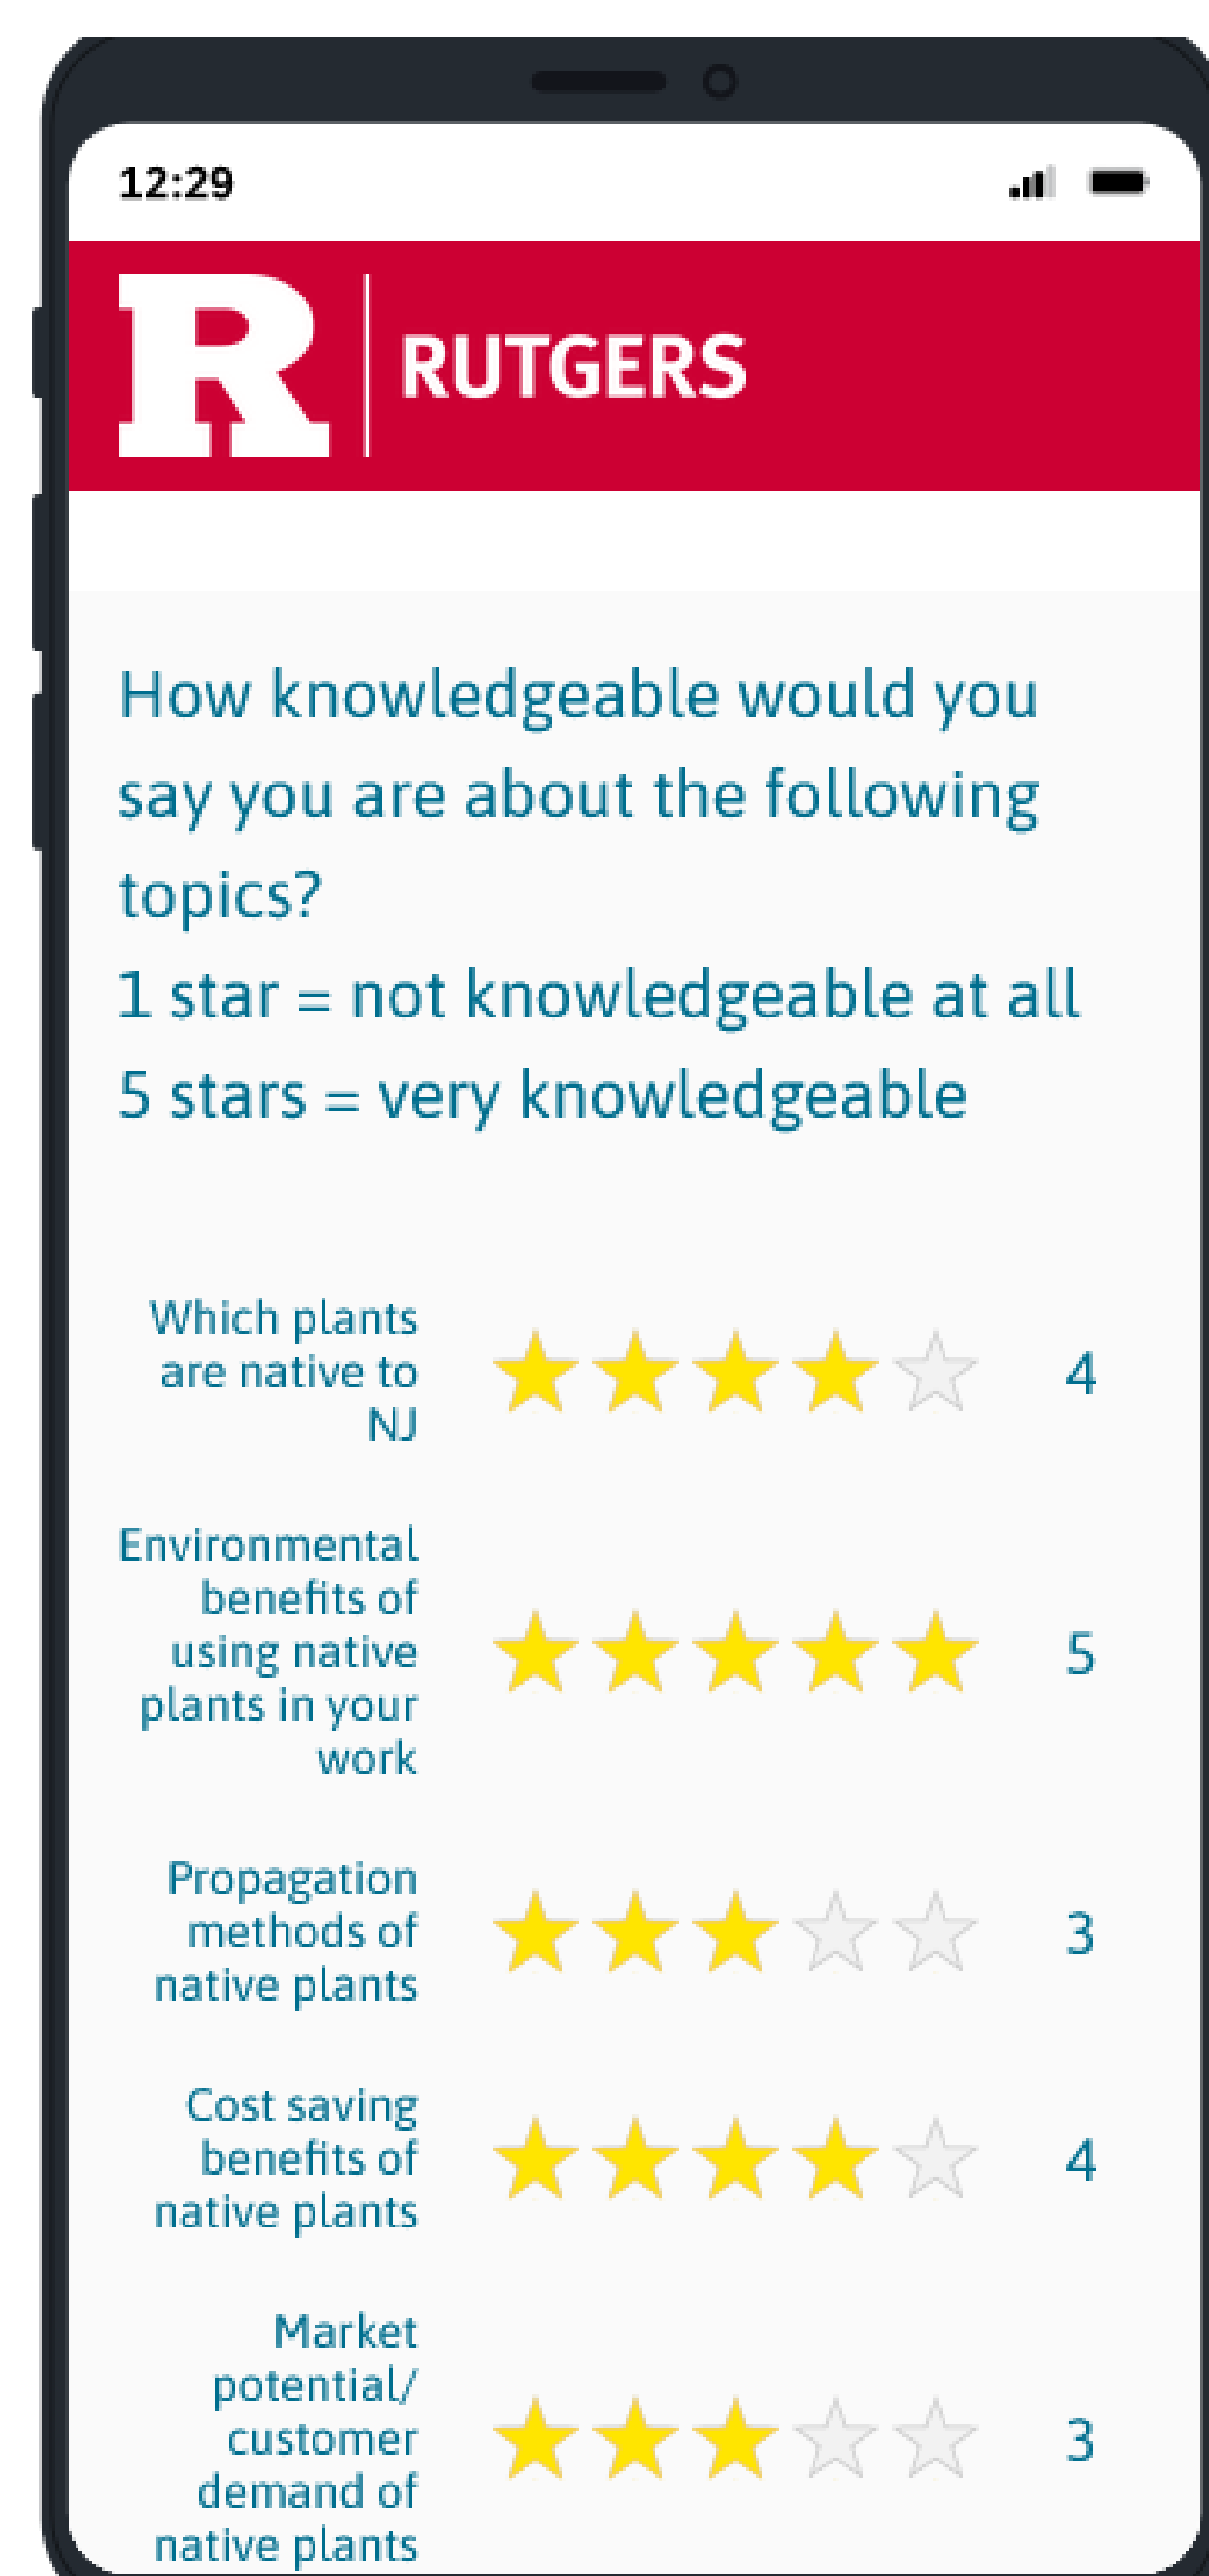 12:29
R RUTGERS
How knowledgeable would you
say you are about the following
topics?
1 star = not knowledgeable at all
5 stars = very knowledgeable
Which plants
are native to
NJ
4
Environmental
benefits of
using native
plants in your
work
5
Propagation
methods of
native plants
3
Cost saving
benefits of
native plants
4
Market
potential/
customer
demand of
native plants
3